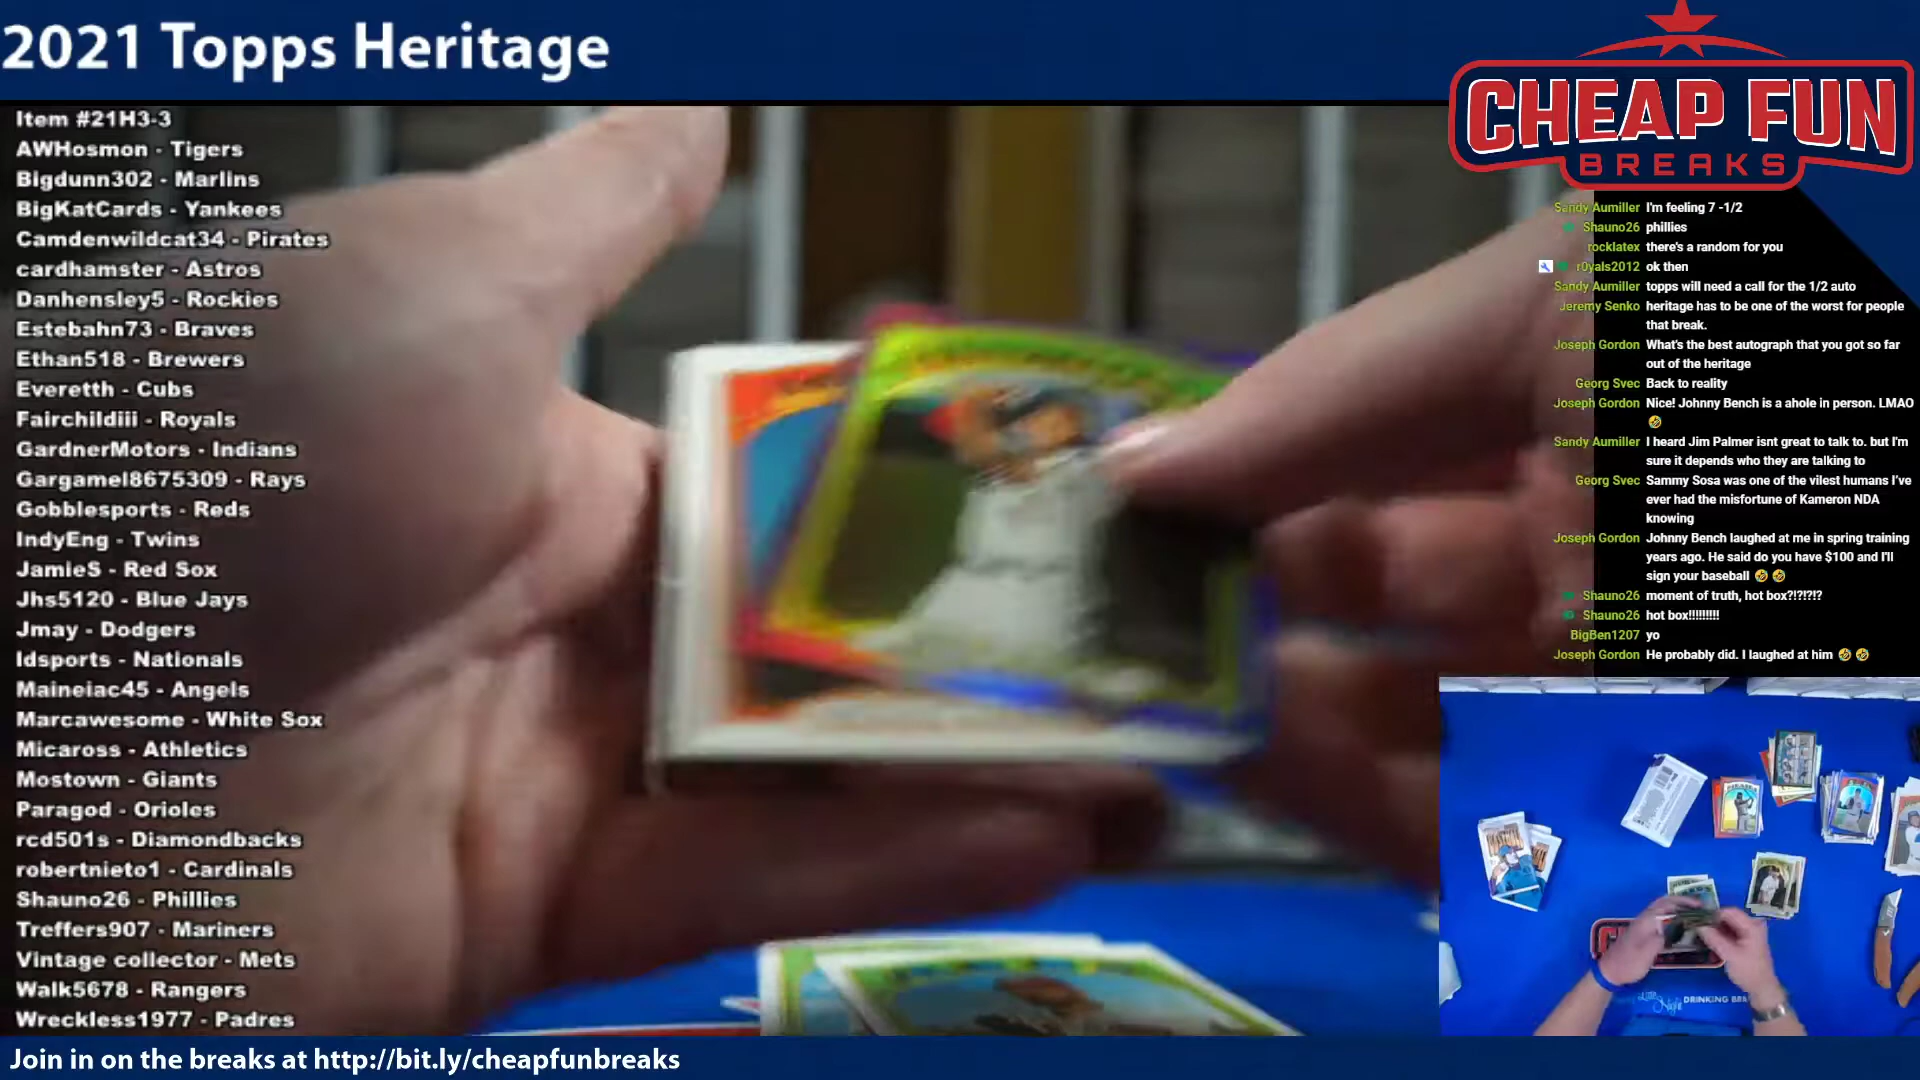 2021 Topps Heritage
CHEAP FUN
BREAKS
Item #21H3-3
AWHosmon - Tigers
Bigdunn302 - Marlins
BigKatCards - Yankees
Camdenwildcat34 - Pirates
cardhamster - Astros
Danhensley5 - Rockies
Estebahn73 - Braves
Ethan518 - Brewers
Everetth - Cubs
Fairchildiii - Royals
GardnerMotors - Indians
Gargamel8675309 - Rays
Gobblesports - Reds
IndyEng - Twins
JamieS - Red Sox
Jhs5120 - Blue Jays
Jmay - Dodgers
ldsports - Nationals
Maineiac45 - Angels
Marcawesome - White Sox
Micaross - Athletics
Mostown - Giants
Paragod - Orioles
rcd501s - Diamondbacks
robertnieto1 - Cardinals
Shauno26 - Phillies
Treffers907 - Mariners
Vintage collector - Mets
Walk5678 - Rangers
Wreckless1977 - Padres
Sandy Aumiller I'm feeling 7 -1/2
Shauno26 phillies
rocklatex there's a random for you
r0yals2012 ok then
Sandy Aumiller topps will need a call for the 1/2 auto
Jeremy Senko heritage has to be one of the worst for people
that break.
Joseph Gordon What's the best autograph that you got so far
out of the heritage
Georg Svec Back to reality
Joseph Gordon Nice! Johnny Bench is a ahole in person. LMAO
🤣
Sandy Aumiller I heard Jim Palmer isnt great to talk to. but I'm
sure it depends who they are talking to
Georg Svec Sammy Sosa was one of the vilest humans I've
ever had the misfortune of Kameron NDA
knowing
Joseph Gordon Johnny Bench laughed at me in spring training
years ago. He said do you have $100 and I'll
sign your baseball 🤣 🤣
Shauno26 moment of truth, hot box?!?!?!?
Shauno26 hot box!!!!!!!!!
BigBen1207 yo
Joseph Gordon He probably did. I laughed at him 🤣 🤣
DRINKING
Join in on the breaks at http://bit.ly/cheapfunbreaks